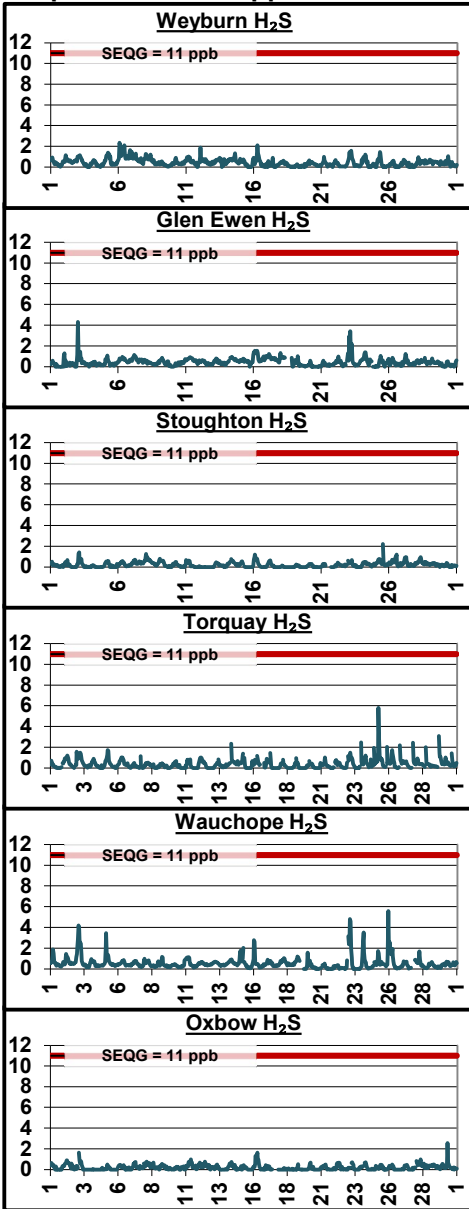 Weyburn H₂S
12
10
8
6
4
2
0
SEQG = 11 ppb
1 6 11 16 21 26 1
Glen Ewen H₂S
12
10
8
6
4
2
0
SEQG = 11 ppb
1 6 11 16 21 26 1
Stoughton H₂S
12
10
8
6
4
2
0
SEQG = 11 ppb
1 6 11 16 21 26 1
Torquay H₂S
12
10
8
6
4
2
0
SEQG = 11 ppb
1 3 5 8 11 13 16 18 21 23 26 28 1
Wauchope H₂S
12
10
8
6
4
2
0
SEQG = 11 ppb
1 3 6 8 11 13 16 18 21 23 26 28 1
Oxbow H₂S
12
10
8
6
4
2
0
SEQG = 11 ppb
1 3 6 8 11 13 16 18 21 23 26 28 1